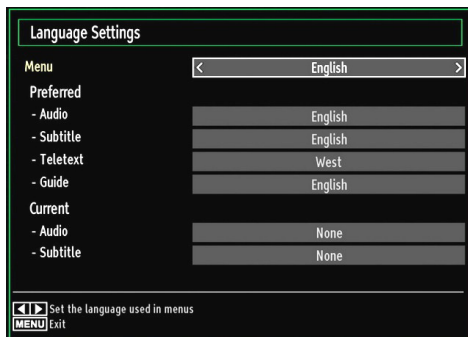 Language Settings
Menu < English >
Preferred
- Audio English
- Subtitle English
- Teletext West
- Guide English
Current
- Audio None
- Subtitle None
Set the language used in menus
MENU Exit